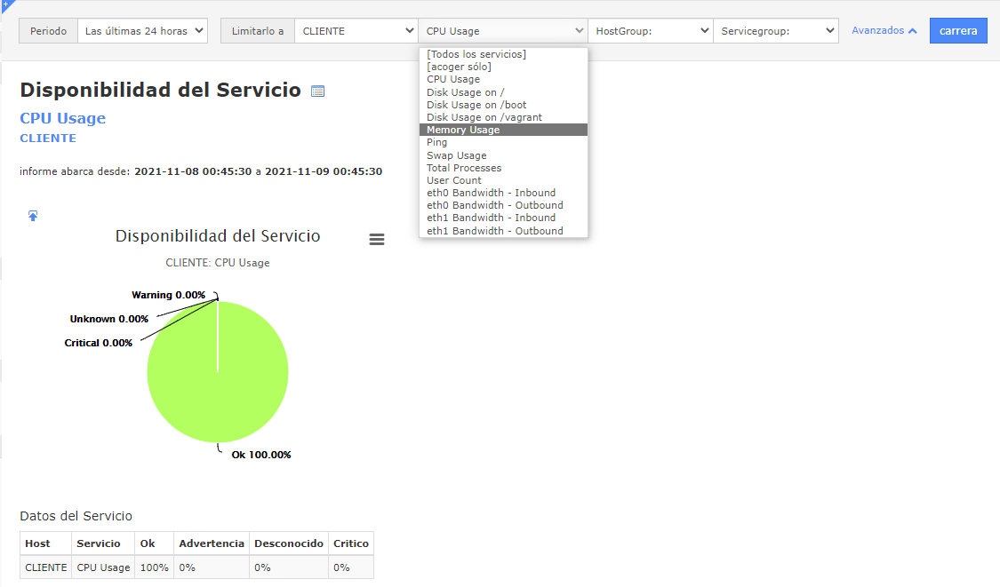 Periodo Las últimas 24 horas Limitarlo a CLIENTE CPU Usage HostGroup: Servicegroup: Avanzados carrera
[Todos los servicios]
[acoger sólo]
CPU Usage
Disk Usage on /
Disk Usage on /boot
Disk Usage on /vagrant
Memory Usage
Ping
Swap Usage
Total Processes
User Count
eth0 Bandwidth - Inbound
eth0 Bandwidth - Outbound
eth1 Bandwidth - Inbound
eth1 Bandwidth - Outbound
Disponibilidad del Servicio
CPU Usage
CLIENTE
informe abarca desde: 2021-11-08 00:45:30 a 2021-11-09 00:45:30
Disponibilidad del Servicio
CLIENTE: CPU Usage
Warning 0.00%
Unknown 0.00%
Critical 0.00%
Ok 100.00%
Datos del Servicio
Host Servicio Ok Advertencia Desconocido Critico
CLIENTE CPU Usage 100% 0% 0% 0%